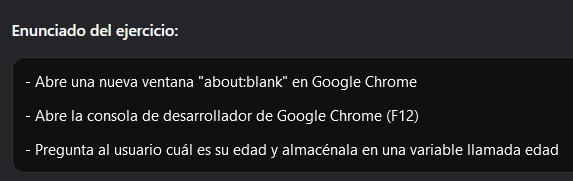 Enunciado del ejercicio:
- Abre una nueva ventana "about:blank" en Google Chrome
- Abre la consola de desarrollador de Google Chrome (F12)
- Pregunta al usuario cuál es su edad y almacénala en una variable llamada edad